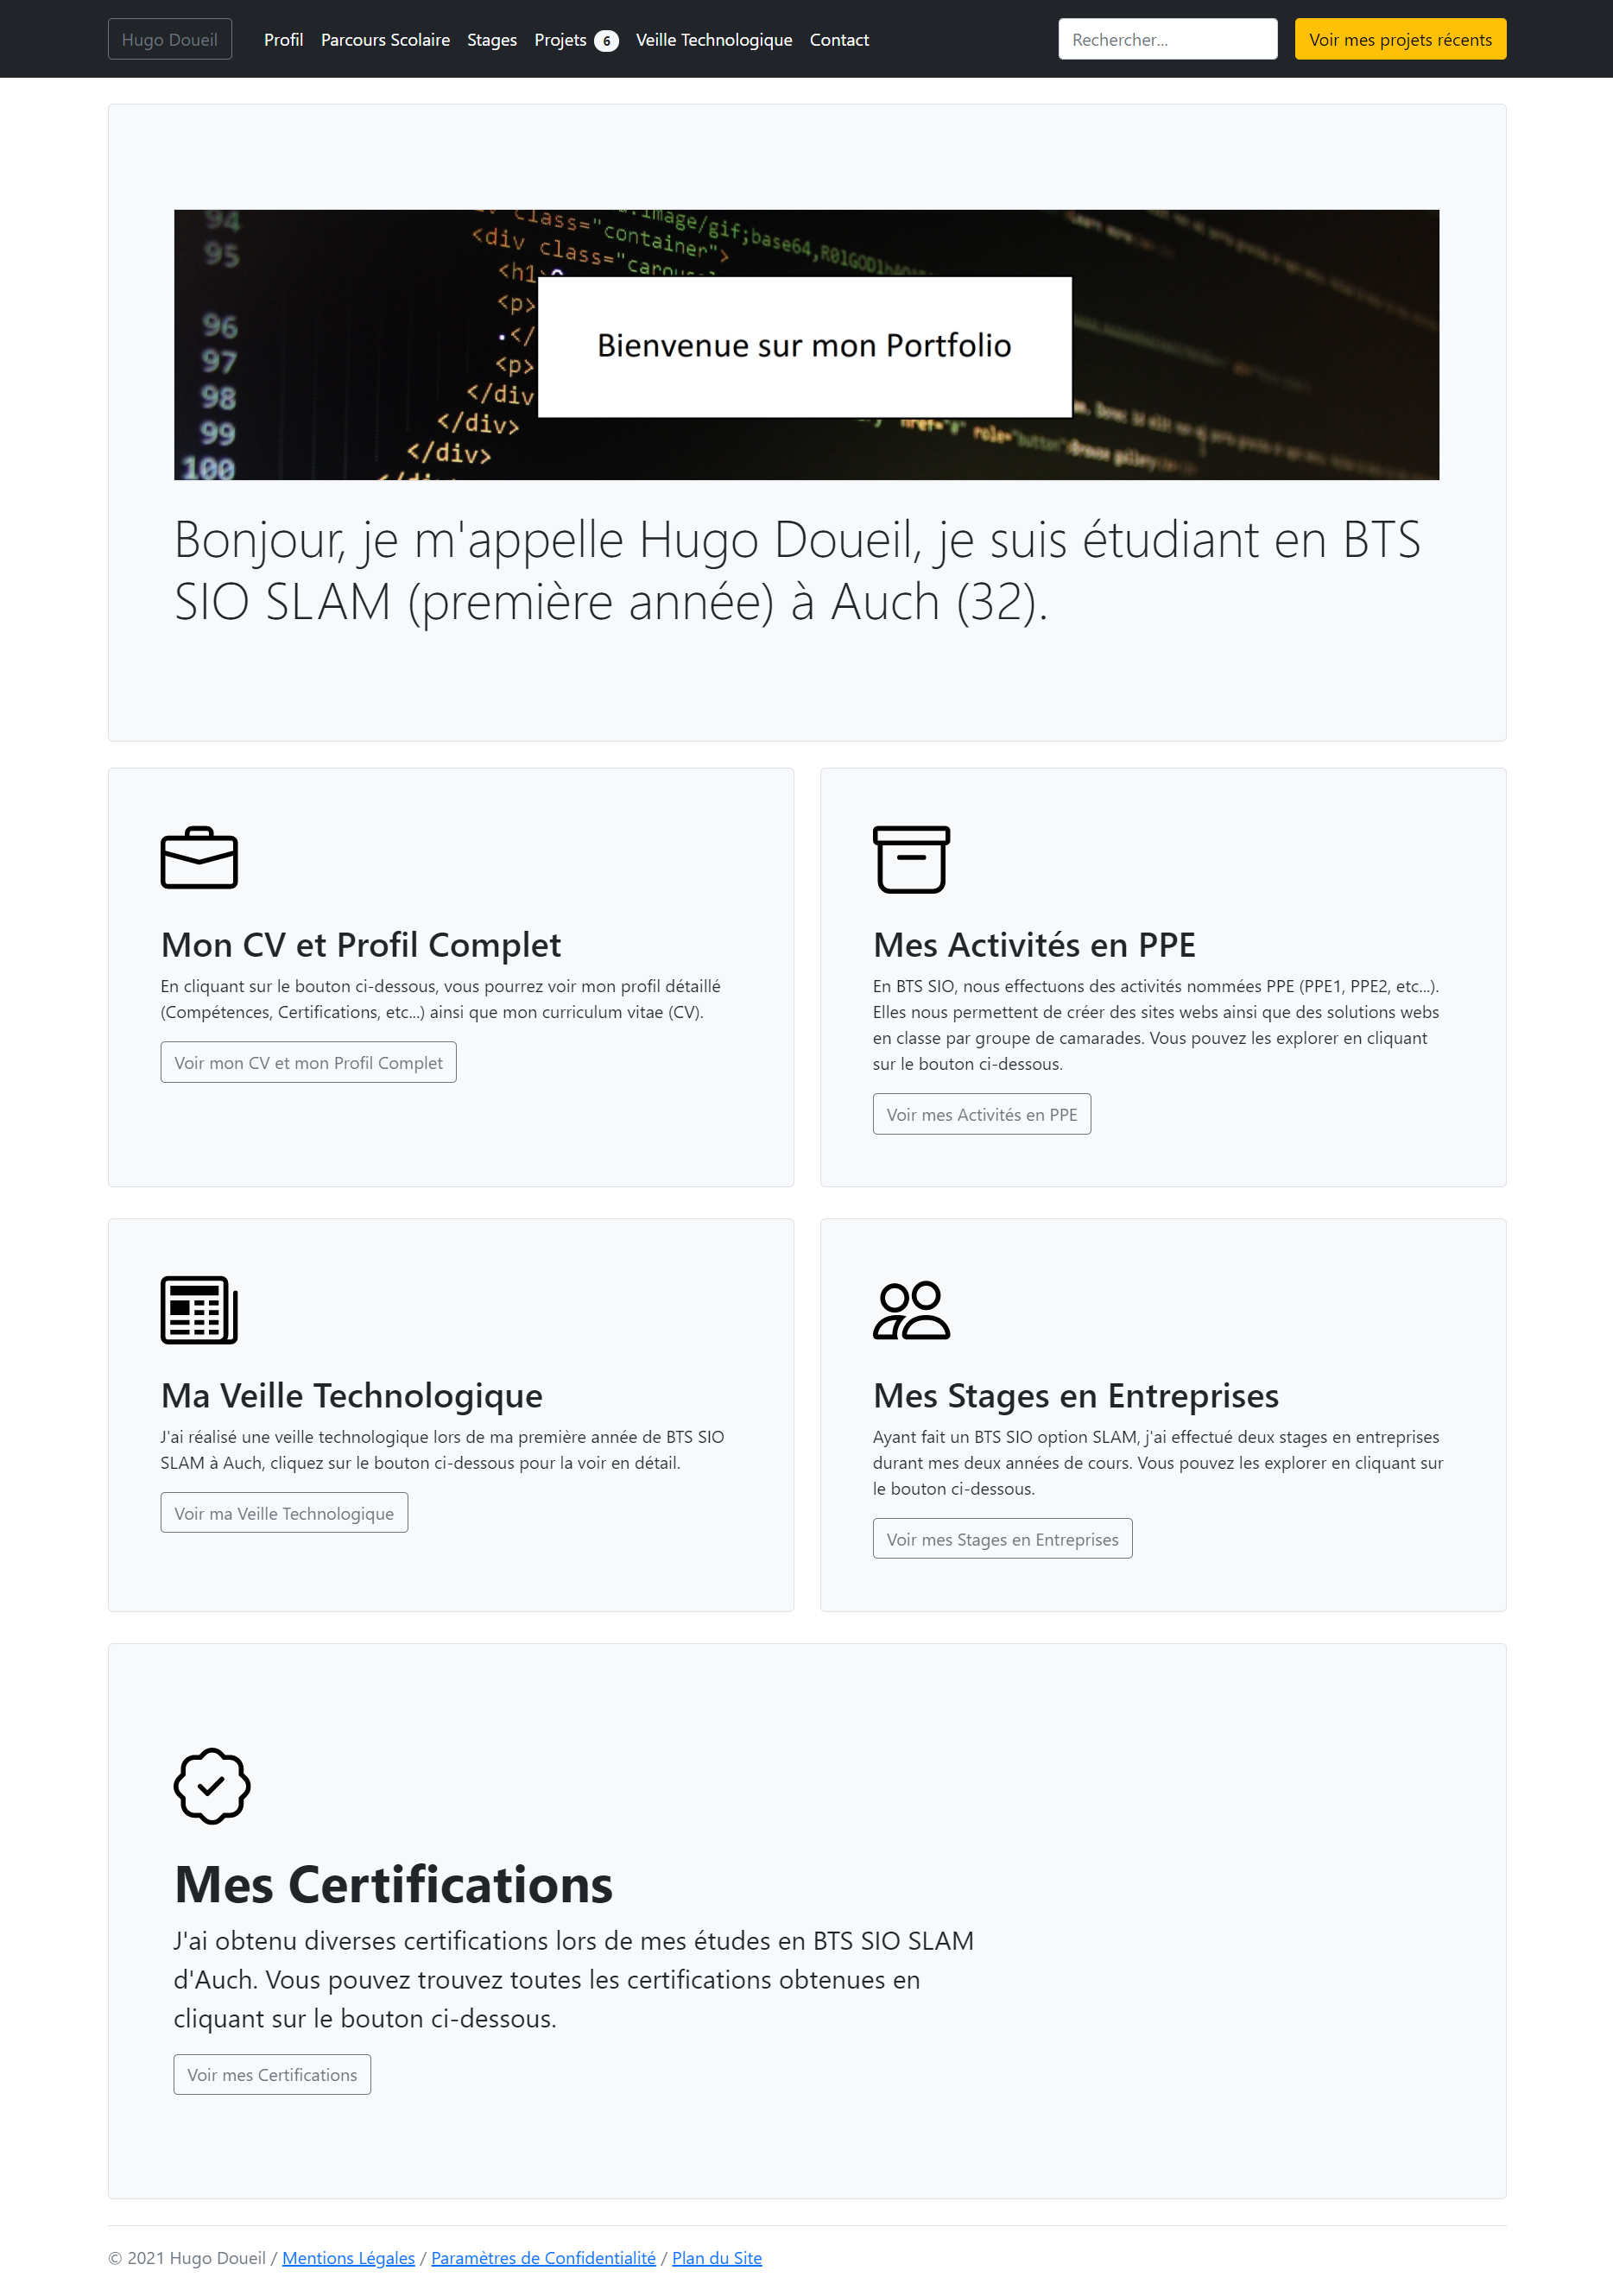 Hugo Doueil
Profil
Parcours Scolaire
Stages
Projets 6
Veille Technologique
Contact
Rechercher...
Voir mes projets récents
94
95
96
97
98
99
100
class="
<div class="container">
<div class="
<h1>
<p>
</
<p>
</div
</div>
</div>
href="#" role="button"
Bienvenue sur mon Portfolio
Bonjour, je m'appelle Hugo Doueil, je suis étudiant en BTS
SIO SLAM (première année) à Auch (32).
Mon CV et Profil Complet
En cliquant sur le bouton ci-dessous, vous pourrez voir mon profil détaillé
(Compétences, Certifications, etc...) ainsi que mon curriculum vitae (CV).
Voir mon CV et mon Profil Complet
Mes Activités en PPE
En BTS SIO, nous effectuons des activités nommées PPE (PPE1, PPE2, etc...).
Elles nous permettent de créer des sites webs ainsi que des solutions webs
en classe par groupe de camarades. Vous pouvez les explorer en cliquant
sur le bouton ci-dessous.
Voir mes Activités en PPE
Ma Veille Technologique
J'ai réalisé une veille technologique lors de ma première année de BTS SIO
SLAM à Auch, cliquez sur le bouton ci-dessous pour la voir en détail.
Voir ma Veille Technologique
Mes Stages en Entreprises
Ayant fait un BTS SIO option SLAM, j'ai effectué deux stages en entreprises
durant mes deux années de cours. Vous pouvez les explorer en cliquant sur
le bouton ci-dessous.
Voir mes Stages en Entreprises
Mes Certifications
J'ai obtenu diverses certifications lors de mes études en BTS SIO SLAM
d'Auch. Vous pouvez trouvez toutes les certifications obtenues en
cliquant sur le bouton ci-dessous.
Voir mes Certifications
© 2021 Hugo Doueil / Mentions Légales / Paramètres de Confidentialité / Plan du Site